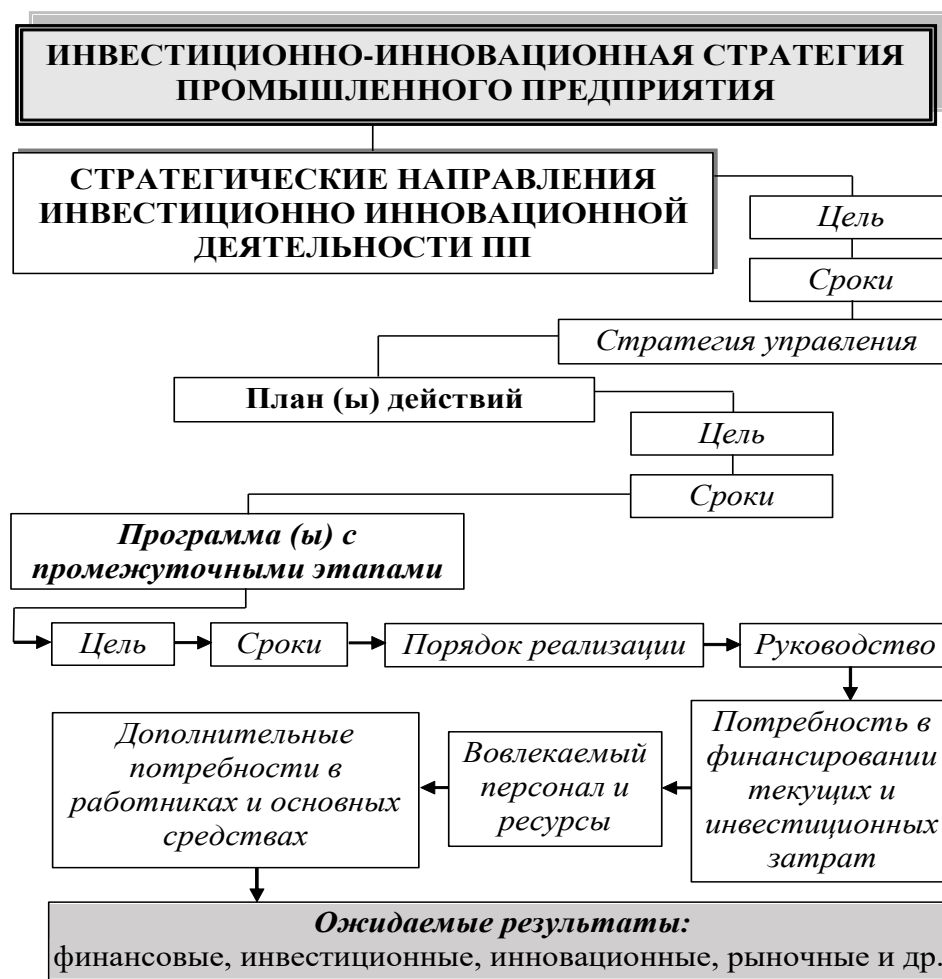 ИНВЕСТИЦИОННО-ИННОВАЦИОННАЯ СТРАТЕГИЯ
ПРОМЫШЛЕННОГО ПРЕДПРИЯТИЯ
СТРАТЕГИЧЕСКИЕ НАПРАВЛЕНИЯ
ИНВЕСТИЦИОННО ИННОВАЦИОННОЙ
ДЕЯТЕЛЬНОСТИ ПП
Цель
Сроки
Стратегия управления
План (ы) действий
Цель
Сроки
Программа (ы) с
промежуточными этапами
Цель
Сроки
Порядок реализации
Руководство
Потребность в
финансировании
текущих и
инвестиционных
затрат
Вовлекаемый
персонал и
ресурсы
Дополнительные
потребности в
работниках и основных
средствах
Ожидаемые результаты:
финансовые, инвестиционные, инновационные, рыночные и др.